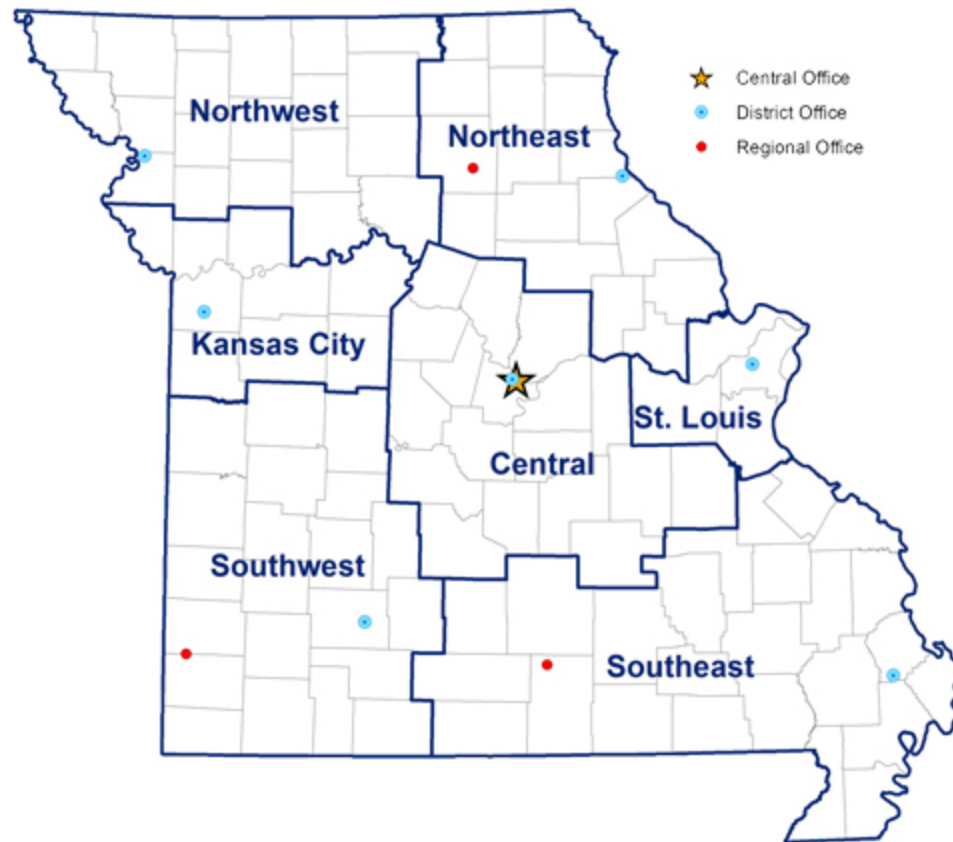 Central Office
District Office
Regional Office
Northwest
Northeast
Kansas City
St. Louis
Central
Southwest
Southeast